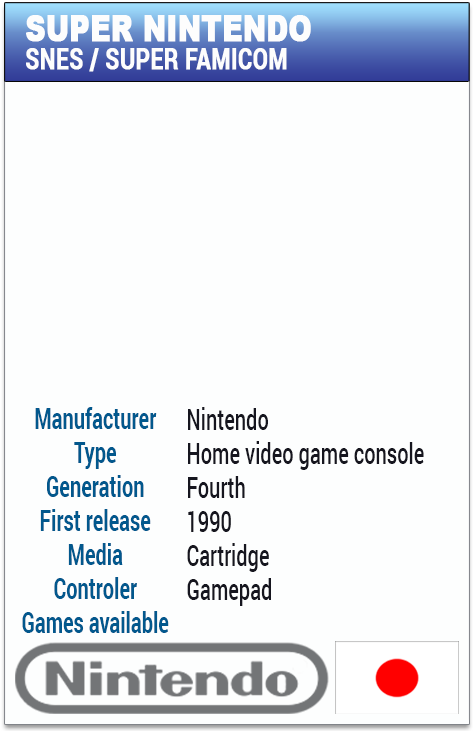 SUPER NINTENDO
SNES / SUPER FAMICOM
Manufacturer Nintendo
Type Home video game console
Generation Fourth
First release 1990
Media Cartridge
Controler Gamepad
Games available
Nintendo